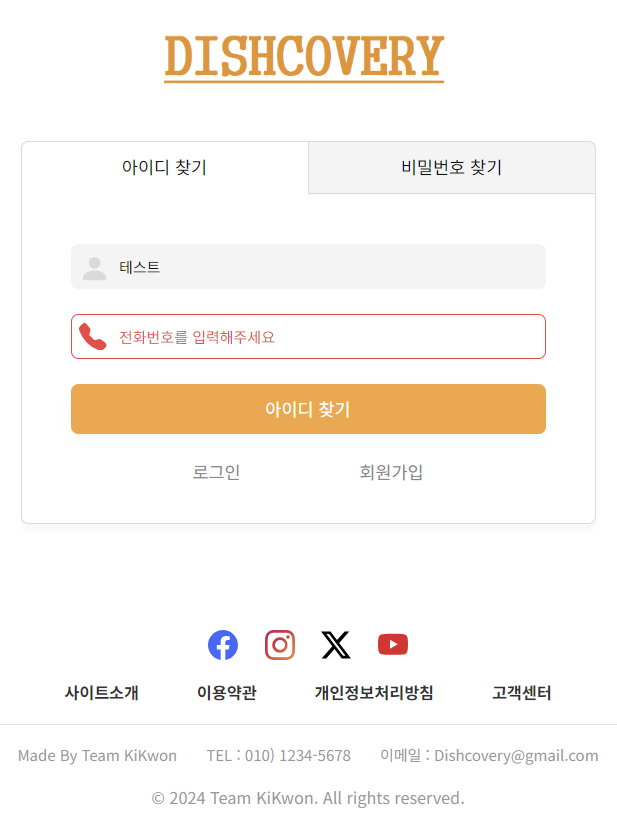 DISHCOVERY
아이디 찾기 비밀번호 찾기
테스트
전화번호를 입력해주세요
아이디 찾기
로그인 회원가입
사이트소개 이용약관 개인정보처리방침 고객센터
Made By Team KiKwon TEL : 010) 1234-5678 이메일 : Dishcovery@gmail.com
© 2024 Team KiKwon. All rights reserved.